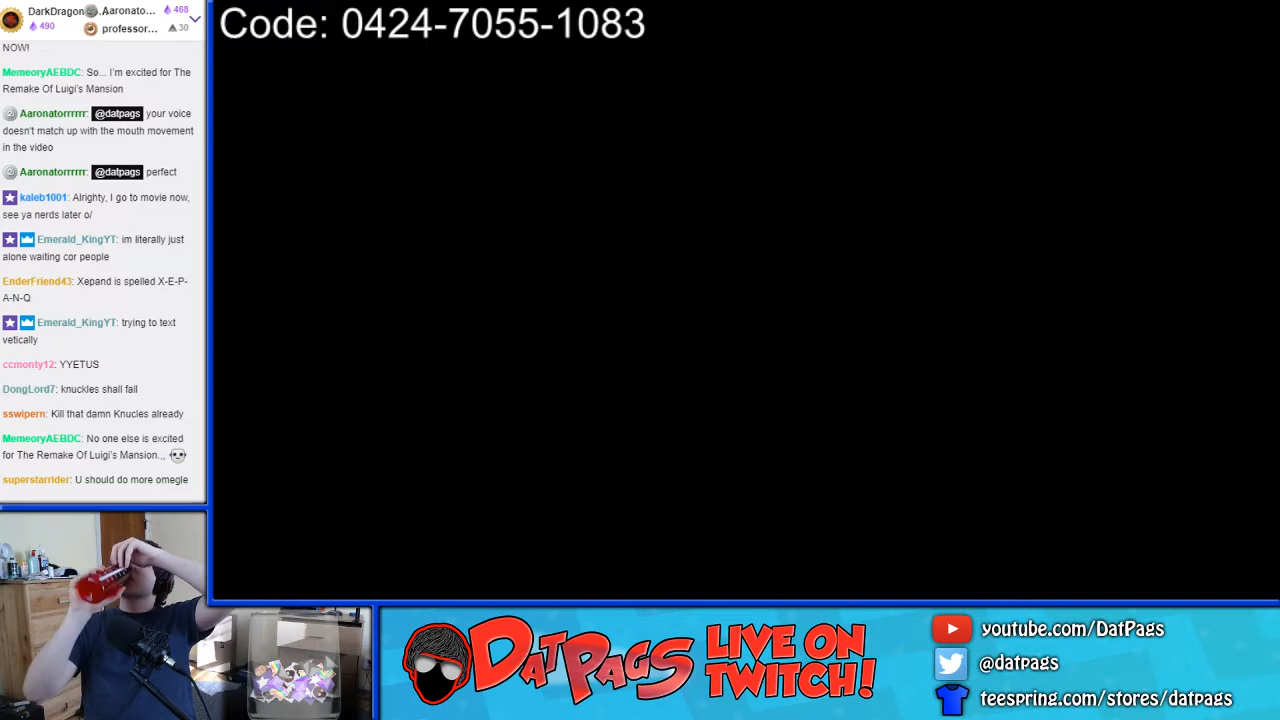 DarkDragon... Aaronato... 468
490 professor... 30
NOW!
MemeoryAEBDC: So... I'm excited for The
Remake Of Luigi's Mansion
Aaronatorrrrrr: @datpags your voice
doesn't match up with the mouth movement
in the video
Aaronatorrrrrr: @datpags perfect
kaleb1001: Alrighty, I go to movie now,
see ya nerds later o/
Emerald_KingYT: im literally just
alone waiting cor people
EnderFriend43: Xepand is spelled X-E-P-
A-N-Q
Emerald_KingYT: trying to text
vetically
ccmonty12: YYETUS
DongLord7: knuckles shall fall
sswipern: Kill that damn Knucles already
MemeoryAEBDC: No one else is excited
for The Remake Of Luigi's Mansion.,,
superstarrider: U should do more omegle
Code: 0424-7055-1083
DATPAGS LIVE ON
TWITCH!
youtube.com/DatPags
@datpags
teespring.com/stores/datpags